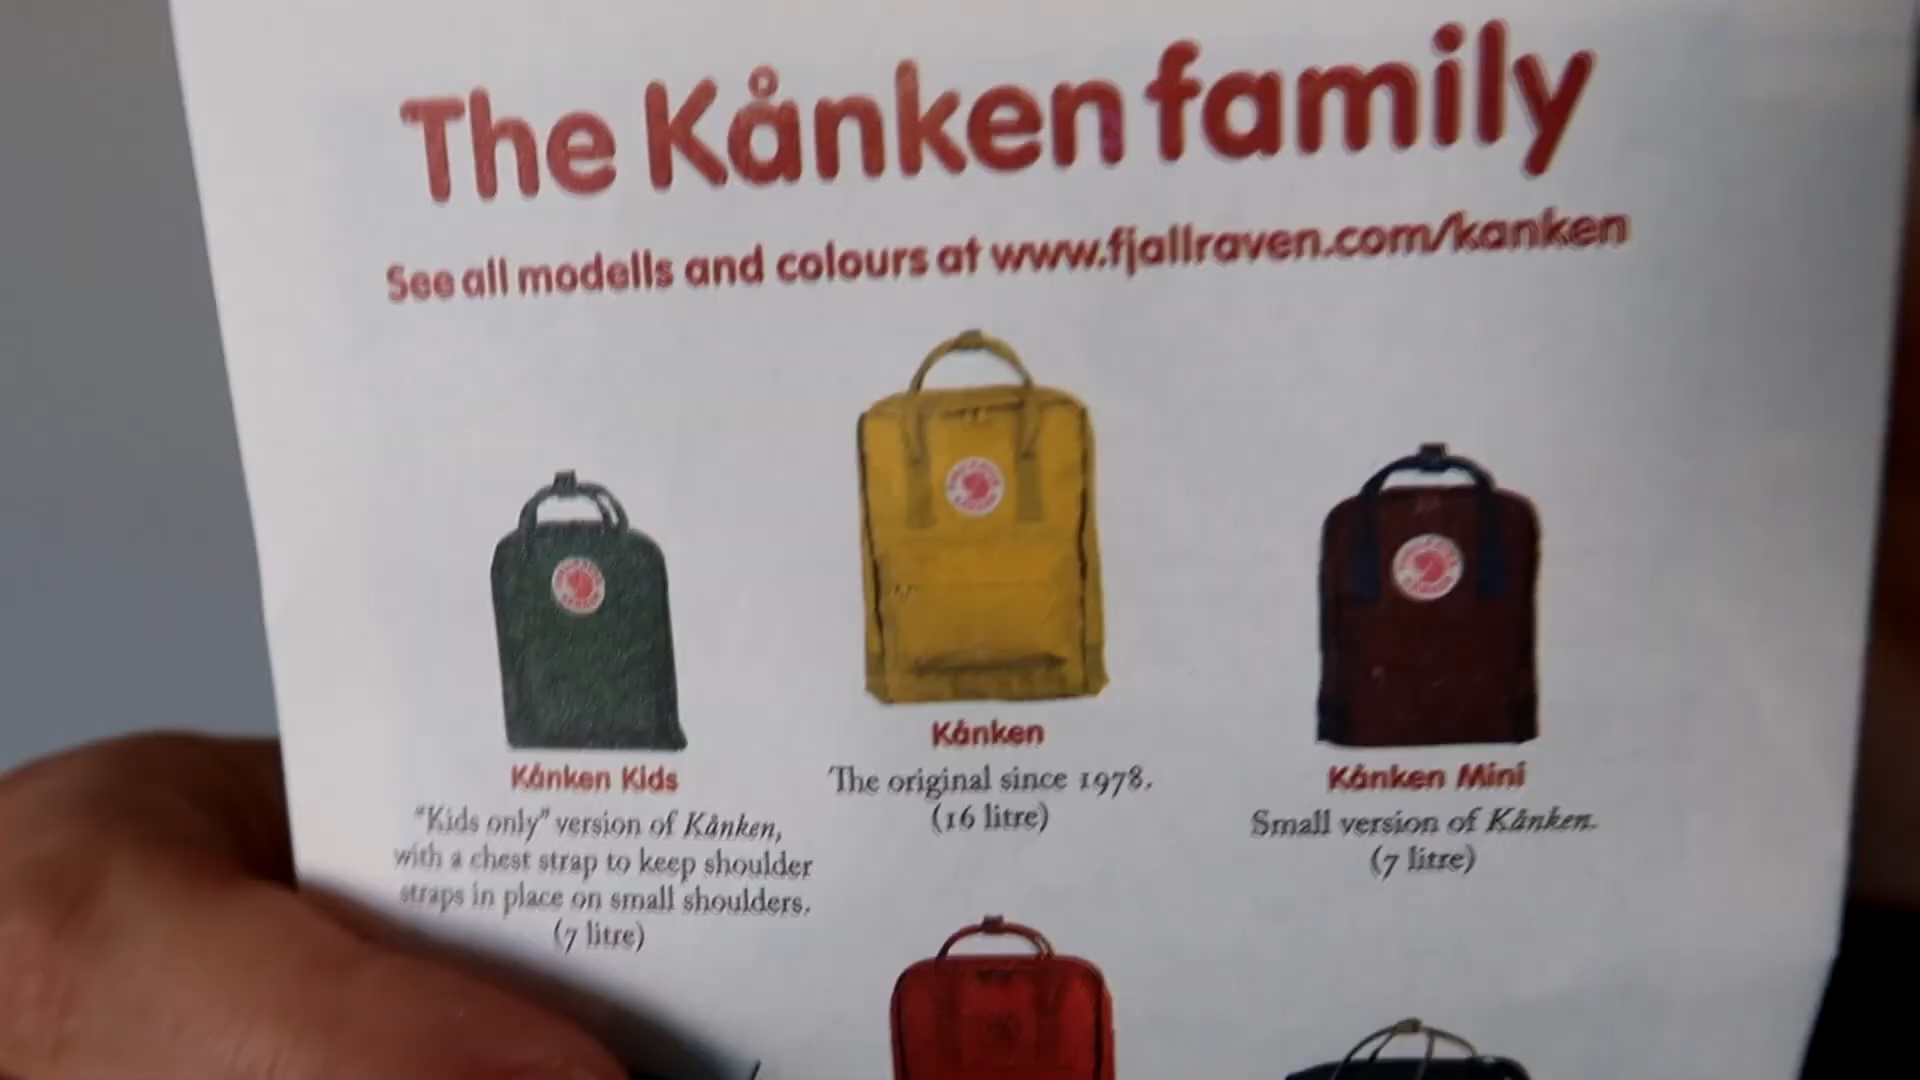 The Kånken family
See all modells and colours at www.fjallraven.com/kanken
Kånken Kids
"Kids only" version of Kånken,
with a chest strap to keep shoulder
straps in place on small shoulders.
(7 litre)
Kånken
The original since 1978.
(16 litre)
Kånken Mini
Small version of Kånken.
(7 litre)